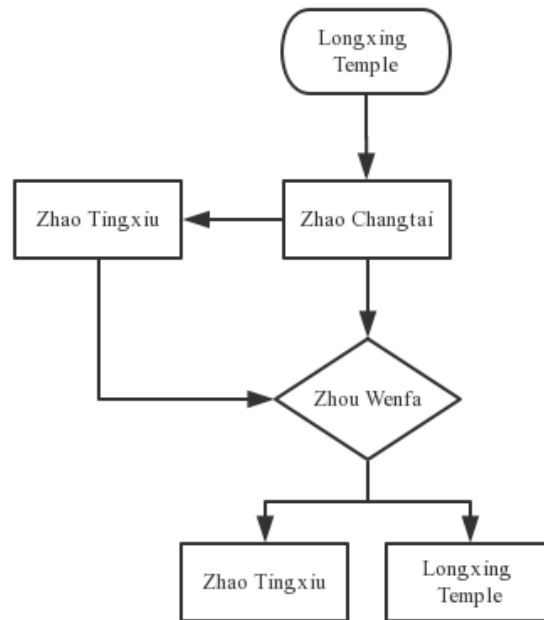 Longxing
Temple
Zhao Tingxiu
Zhao Changtai
Zhou Wenfa
Zhao Tingxiu
Longxing
Temple